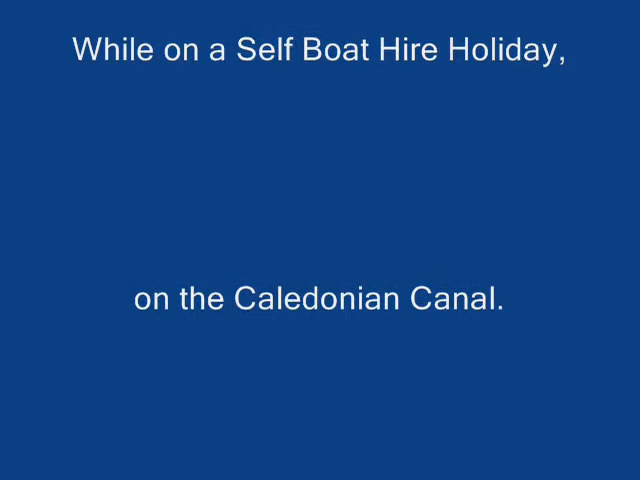 While on a Self Boat Hire Holiday,
on the Caledonian Canal.